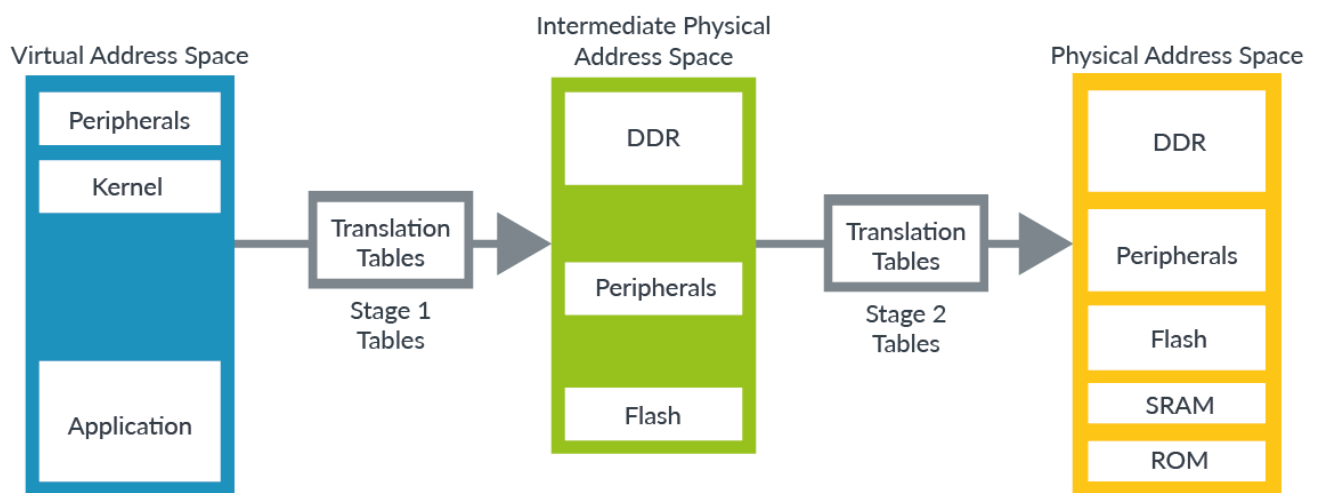 Virtual Address Space
Peripherals
Kernel
Application
Translation
Tables
Stage 1
Tables
Intermediate Physical
Address Space
DDR
Peripherals
Flash
Translation
Tables
Stage 2
Tables
Physical Address Space
DDR
Peripherals
Flash
SRAM
ROM